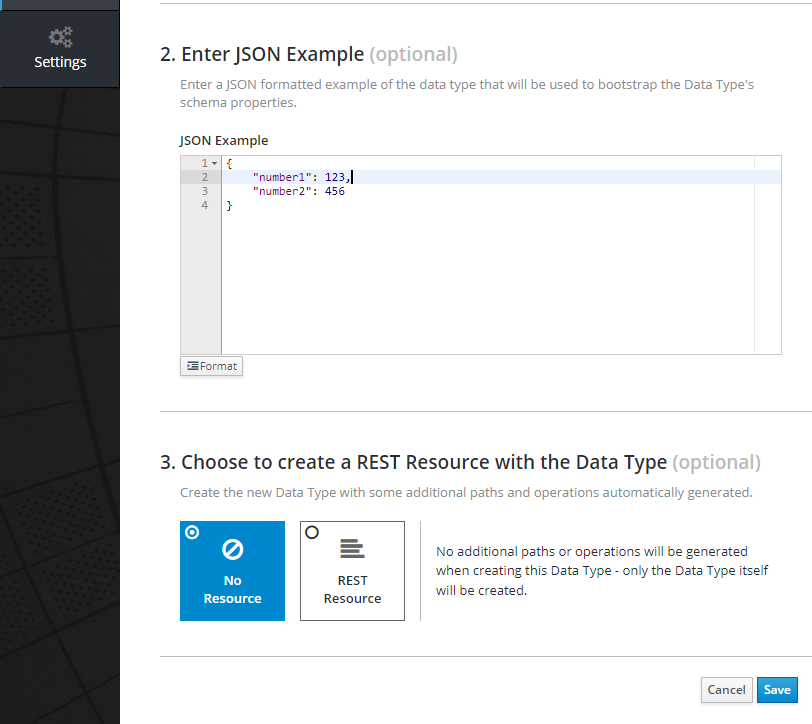 Settings
2. Enter JSON Example (optional)
Enter a JSON formatted example of the data type that will be used to bootstrap the Data Type's
schema properties.
JSON Example
1 {
2 "number1": 123,
3 "number2": 456
4 }
Format
3. Choose to create a REST Resource with the Data Type (optional)
Create the new Data Type with some additional paths and operations automatically generated.
No
Resource
REST
Resource
No additional paths or operations will be generated
when creating this Data Type - only the Data Type itself
will be created.
Cancel Save